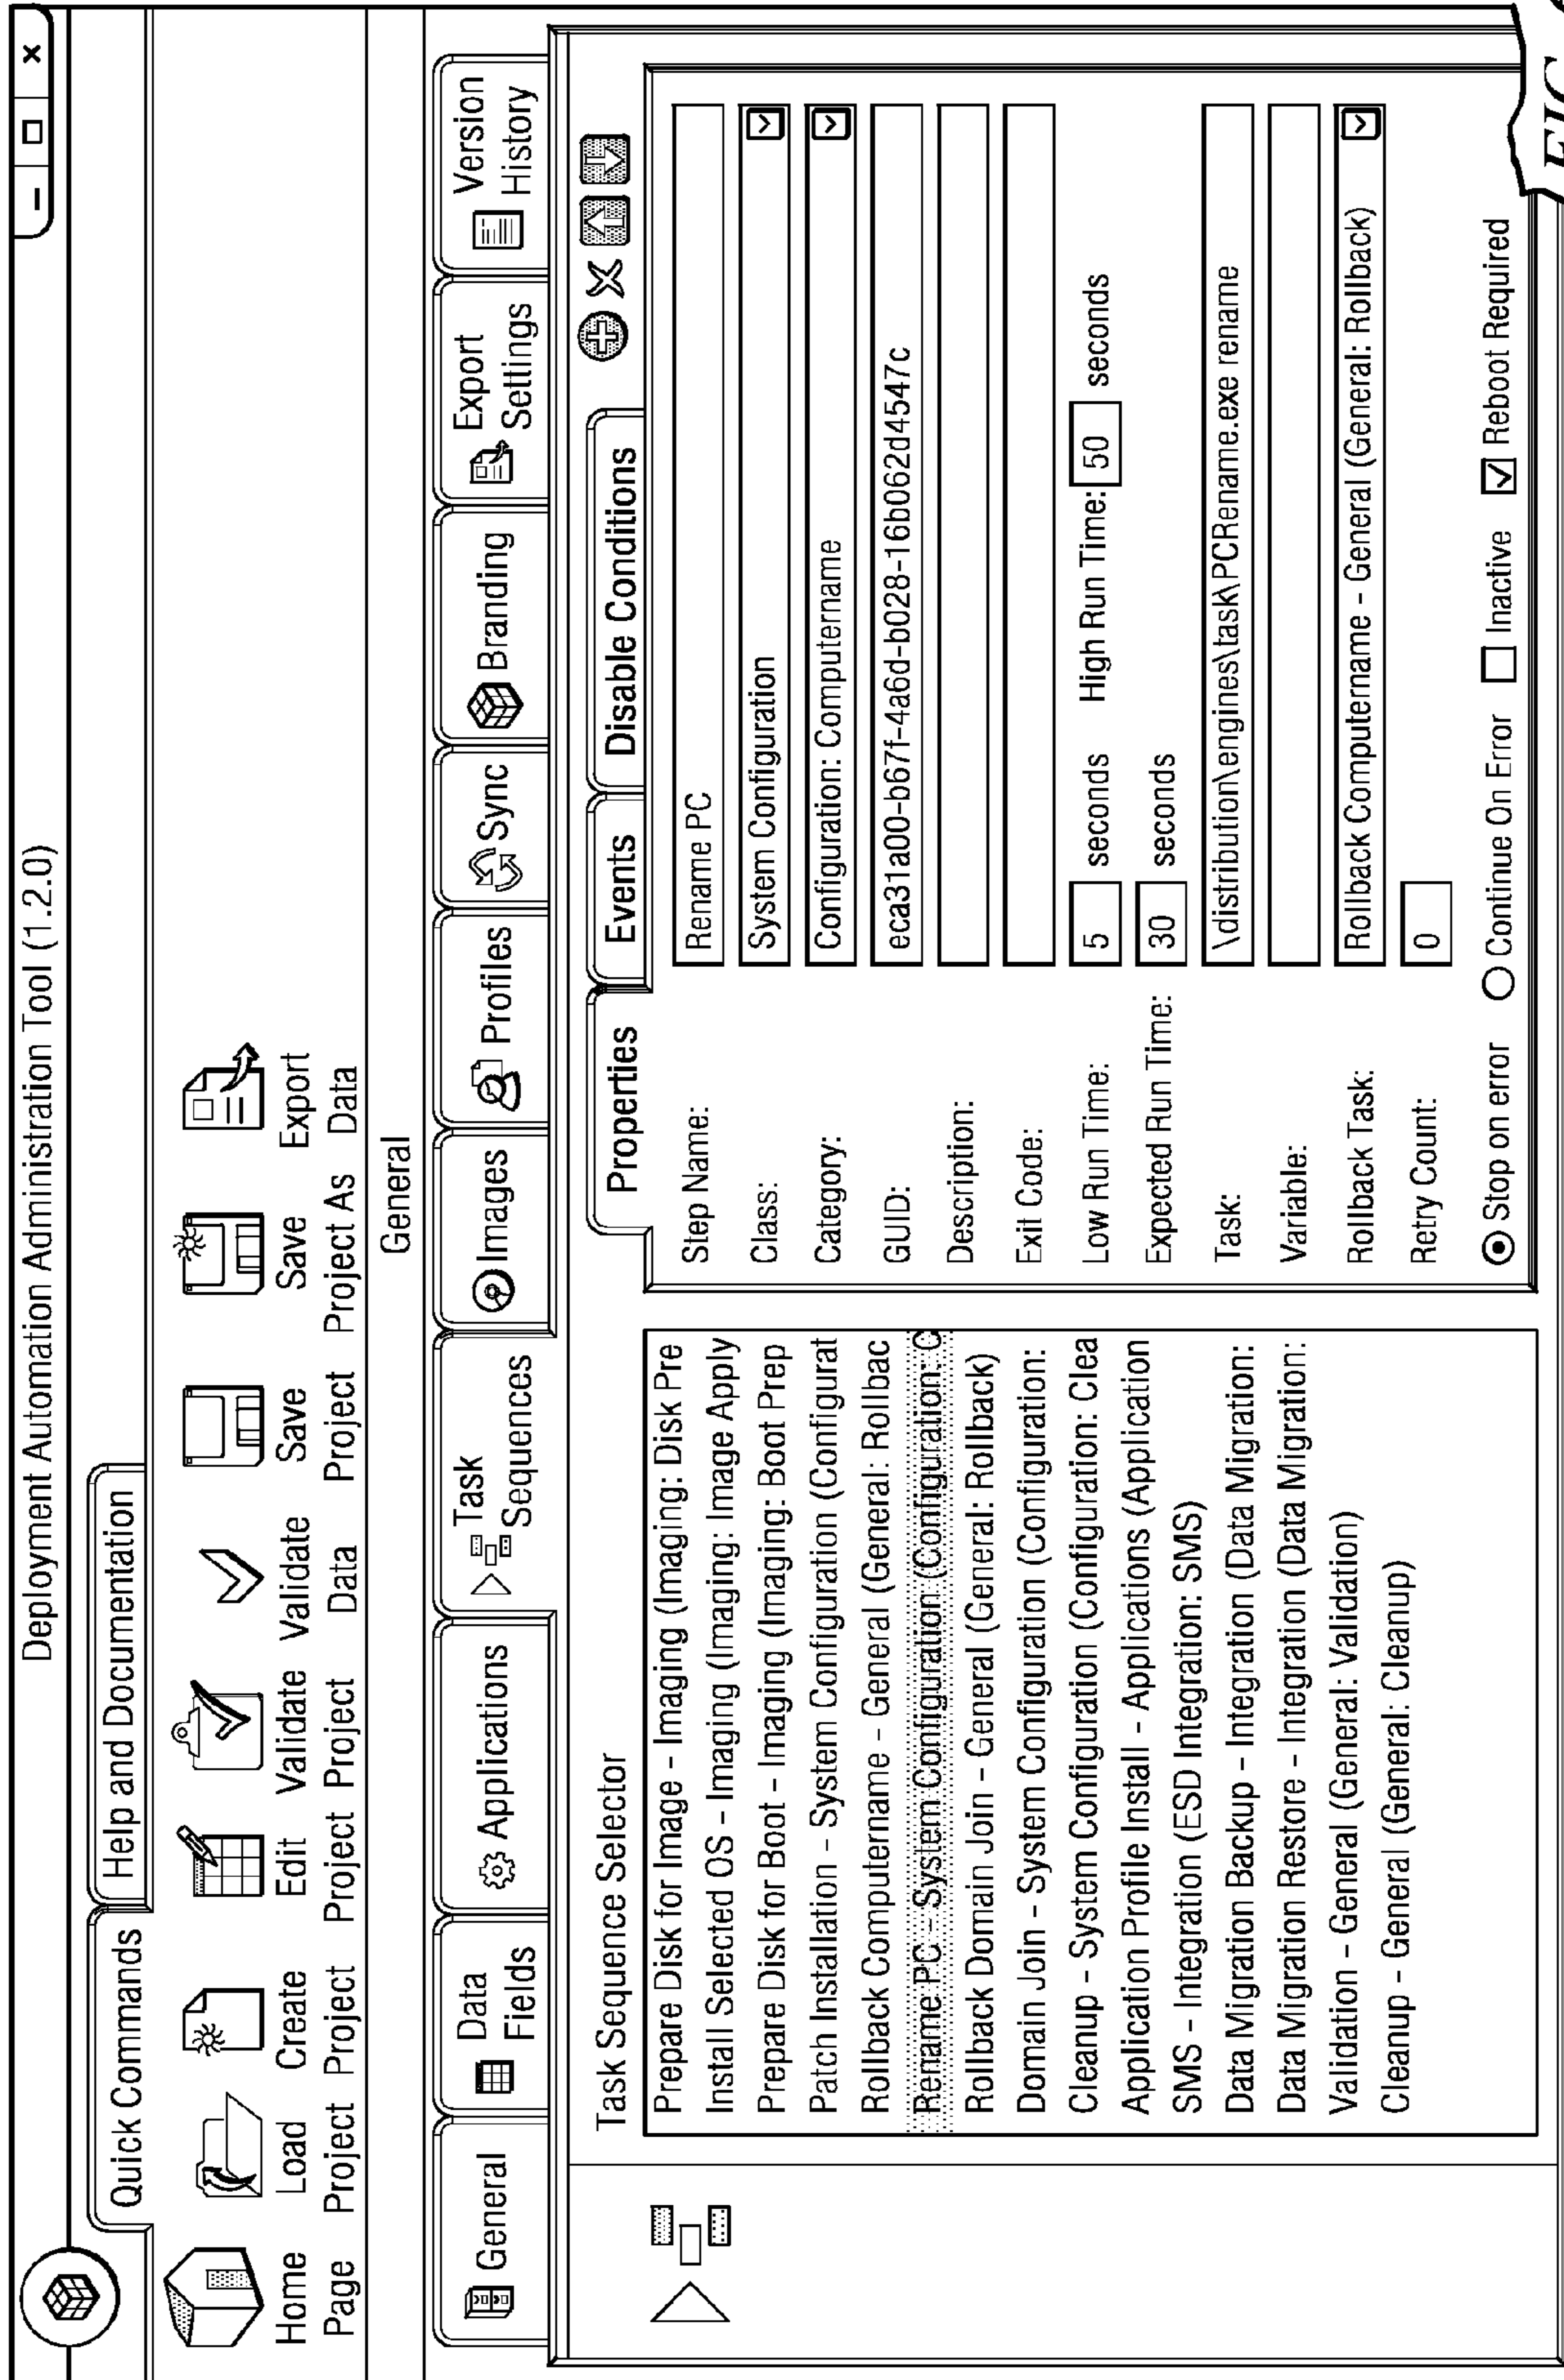 Deployment Automation Administration Tool (1.2.0)
Quick Commands
Help and Documentation
Home Page
Load Project
Create Project
Edit Project
Validate Project
Validate Data
Save Project
Save Project As
Export Data
General
General
Data Fields
Applications
Task Sequences
Images
Profiles
Sync
Branding
Export Settings
Version History
Task Sequence Selector
Prepare Disk for Image - Imaging (Imaging: Disk Pre
Install Selected OS - Imaging (Imaging: Image Apply
Prepare Disk for Boot - Imaging (Imaging: Boot Prep
Patch Installation - System Configuration (Configurat
Rollback Computername - General (General: Rollbac
Rename PC - System Configuration (Configuration: C
Rollback Domain Join - General (General: Rollback)
Domain Join - System Configuration (Configuration:
Cleanup - System Configuration (Configuration: Clea
Application Profile Install - Applications (Application
SMS - Integration (ESD Integration: SMS)
Data Migration Backup - Integration (Data Migration:
Data Migration Restore - Integration (Data Migration:
Validation - General (General: Validation)
Cleanup - General (General: Cleanup)
Properties
Events
Disable Conditions
Step Name: Rename PC
Class: System Configuration
Category: Configuration: Computername
GUID: eca31a00-b67f-4a6d-b028-16b062d4547c
Description:
Exit Code:
Low Run Time: 5 seconds High Run Time: 50 seconds
Expected Run Time: 30 seconds
Task: \distribution\engines\task\PCRename.exe rename
Variable:
Rollback Task: Rollback Computername - General (General: Rollback)
Retry Count: 0
Stop on error Continue On Error Inactive Reboot Required
FIG.